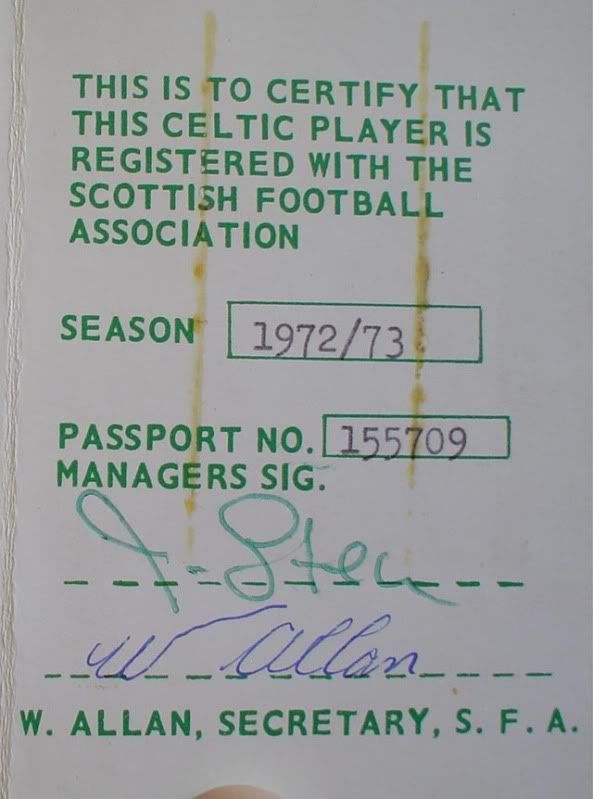 THIS IS TO CERTIFY THAT
THIS CELTIC PLAYER IS
REGISTERED WITH THE
SCOTTISH FOOTBALL
ASSOCIATION
SEASON 1972/73
PASSPORT NO. 155709
MANAGERS SIG.
J. Stein
W Allan
W. ALLAN, SECRETARY, S. F. A.